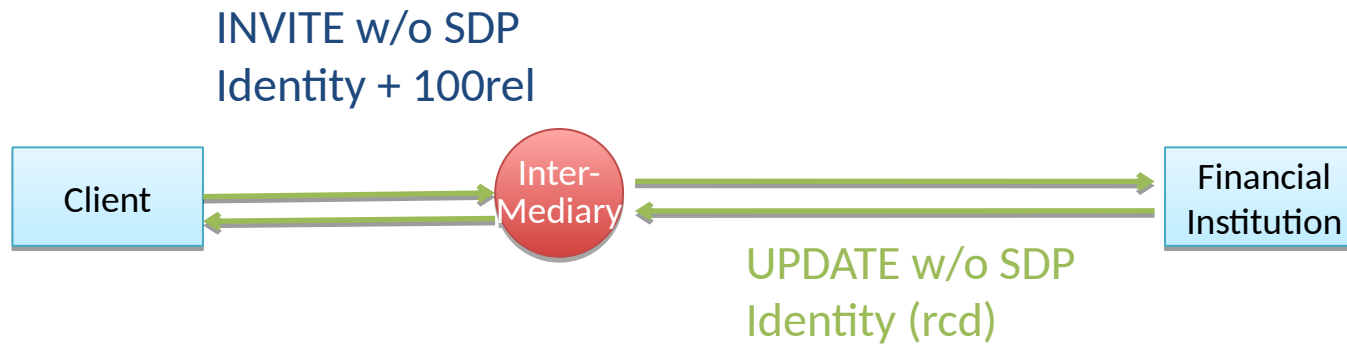 INVITE w/o SDP
Identity + 100rel
Client
Inter-
Mediary
Financial
Institution
UPDATE w/o SDP
Identity (rcd)